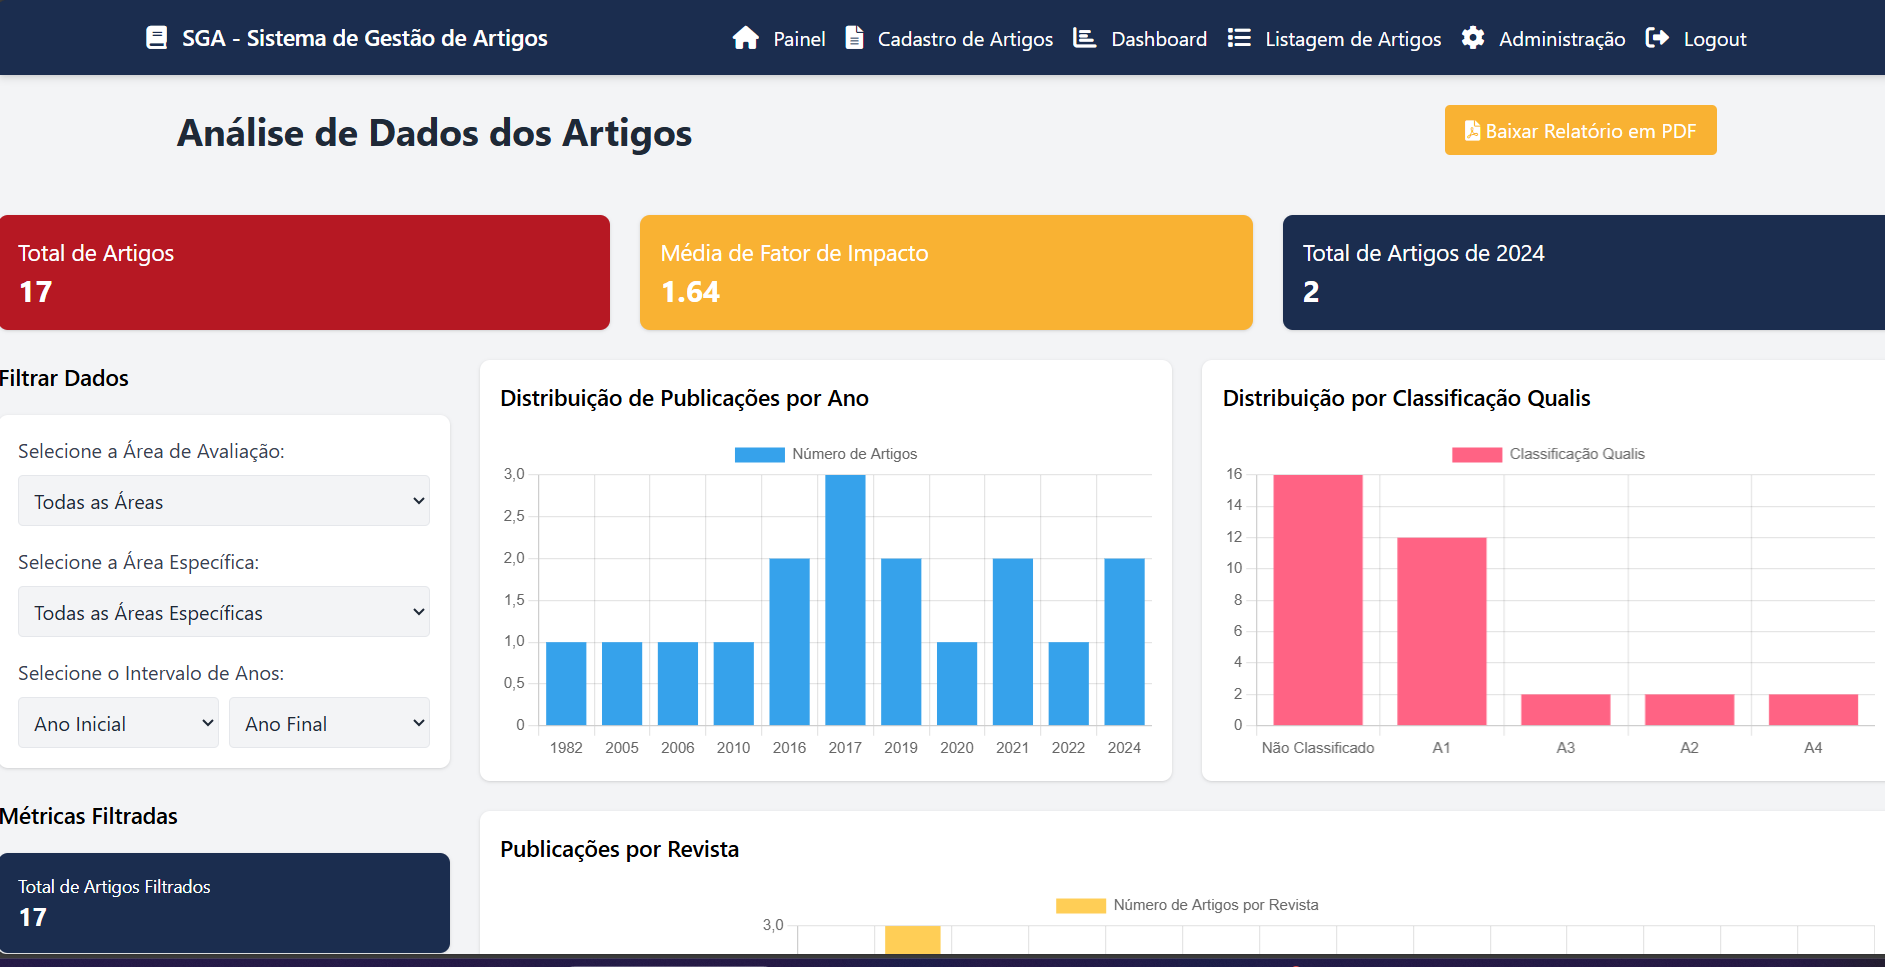 SGA - Sistema de Gestão de Artigos
Painel
Cadastro de Artigos
Dashboard
Listagem de Artigos
Administração
Logout
Análise de Dados dos Artigos
Baixar Relatório em PDF
Total de Artigos
17
Média de Fator de Impacto
1.64
Total de Artigos de 2024
2
Filtrar Dados
Selecione a Área de Avaliação:
Todas as Áreas
Selecione a Área Específica:
Todas as Áreas Específicas
Selecione o Intervalo de Anos:
Ano Inicial
Ano Final
Métricas Filtradas
Total de Artigos Filtrados
17
Distribuição de Publicações por Ano
Número de Artigos
3,0
2,5
2,0
1,5
1,0
0,5
0
1982 2005 2006 2010 2016 2017 2019 2020 2021 2022 2024
Distribuição por Classificação Qualis
Classificação Qualis
16
14
12
10
8
6
4
2
0
Não Classificado A1 A3 A2 A4
Publicações por Revista
Número de Artigos por Revista
3,0